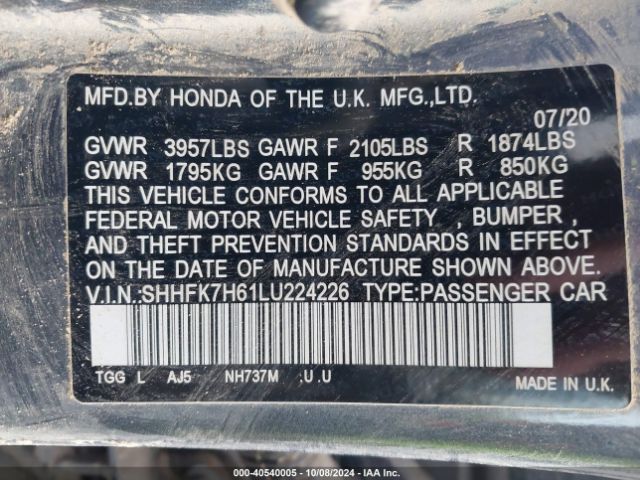 MFD.BY HONDA OF THE U.K. MFG.,LTD.
07/20
GVWR 3957LBS GAWR F 2105LBS R 1874LBS
GVWR 1795KG GAWR F 955KG R 850KG
THIS VEHICLE CONFORMS TO ALL APPLICABLE
FEDERAL MOTOR VEHICLE SAFETY , BUMPER ,
AND THEFT PREVENTION STANDARDS IN EFFECT
ON THE DATE OF MANUFACTURE SHOWN ABOVE.
V.I.N.:SHHFK7H61LU224226 TYPE:PASSENGER CAR
TGG L AJ5 NH737M :U .U MADE IN U.K.
000-40540005 - 10/08/2024 - IAA Inc.